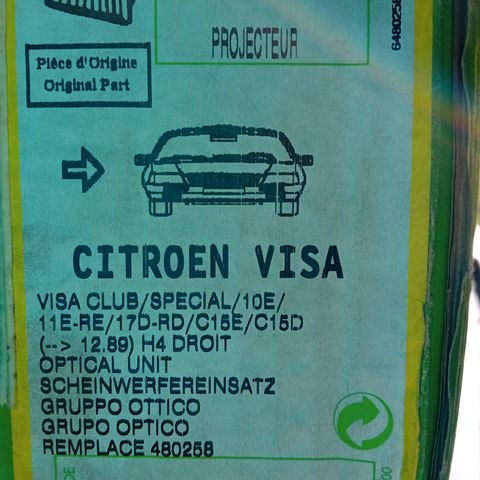 PROJECTEUR
Pièce d'Origine
Original Part
CITROEN VISA
VISA CLUB/SPECIAL/10E/
11E-RE/17D-RD/C15E/C15D
(--> 12.89) H4 DROIT
OPTICAL UNIT
SCHEINWERFEREINSATZ
GRUPPO OTTICO
GRUPO OPTICO
REMPLACE 480258